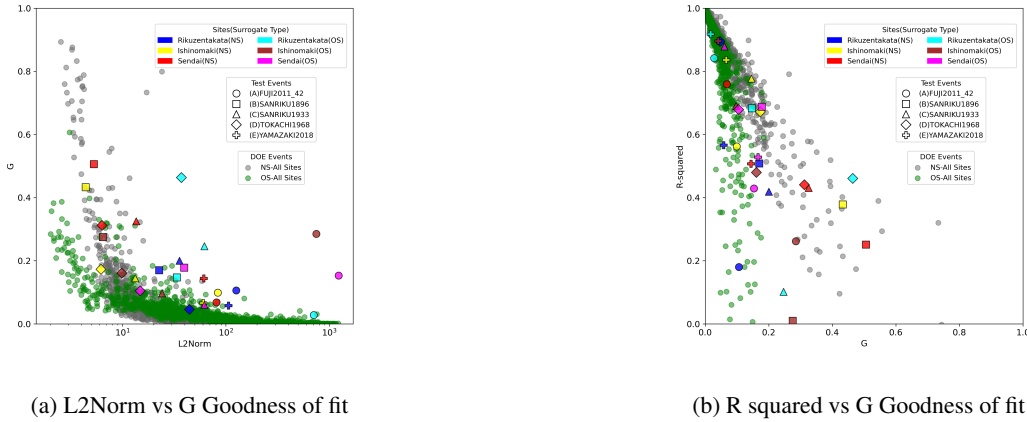 Sites(Surrogate Type)
Rikuzentakata(NS) Rikuzentakata(OS)
Ishinomaki(NS) Ishinomaki(OS)
Sendai(NS) Sendai(OS)
Test Events
(A)FUJI2011_42
(B)SANRIKU1896
(C)SANRIKU1933
(D)TOKACHI1968
(E)YAMAZAKI2018
DOE Events
NS-All Sites
OS-All Sites
1.0
0.8
0.6
0.4
0.2
0.0
G
10¹ 10² 10³
L2Norm
(a) L2Norm vs G Goodness of fit
Sites(Surrogate Type)
Rikuzentakata(NS) Rikuzentakata(OS)
Ishinomaki(NS) Ishinomaki(OS)
Sendai(NS) Sendai(OS)
Test Events
(A)FUJI2011_42
(B)SANRIKU1896
(C)SANRIKU1933
(D)TOKACHI1968
(E)YAMAZAKI2018
DOE Events
NS-All Sites
OS-All Sites
1.0
0.8
0.6
0.4
0.2
0.0
R-squared
0.0 0.2 0.4 0.6 0.8 1.0
G
(b) R squared vs G Goodness of fit